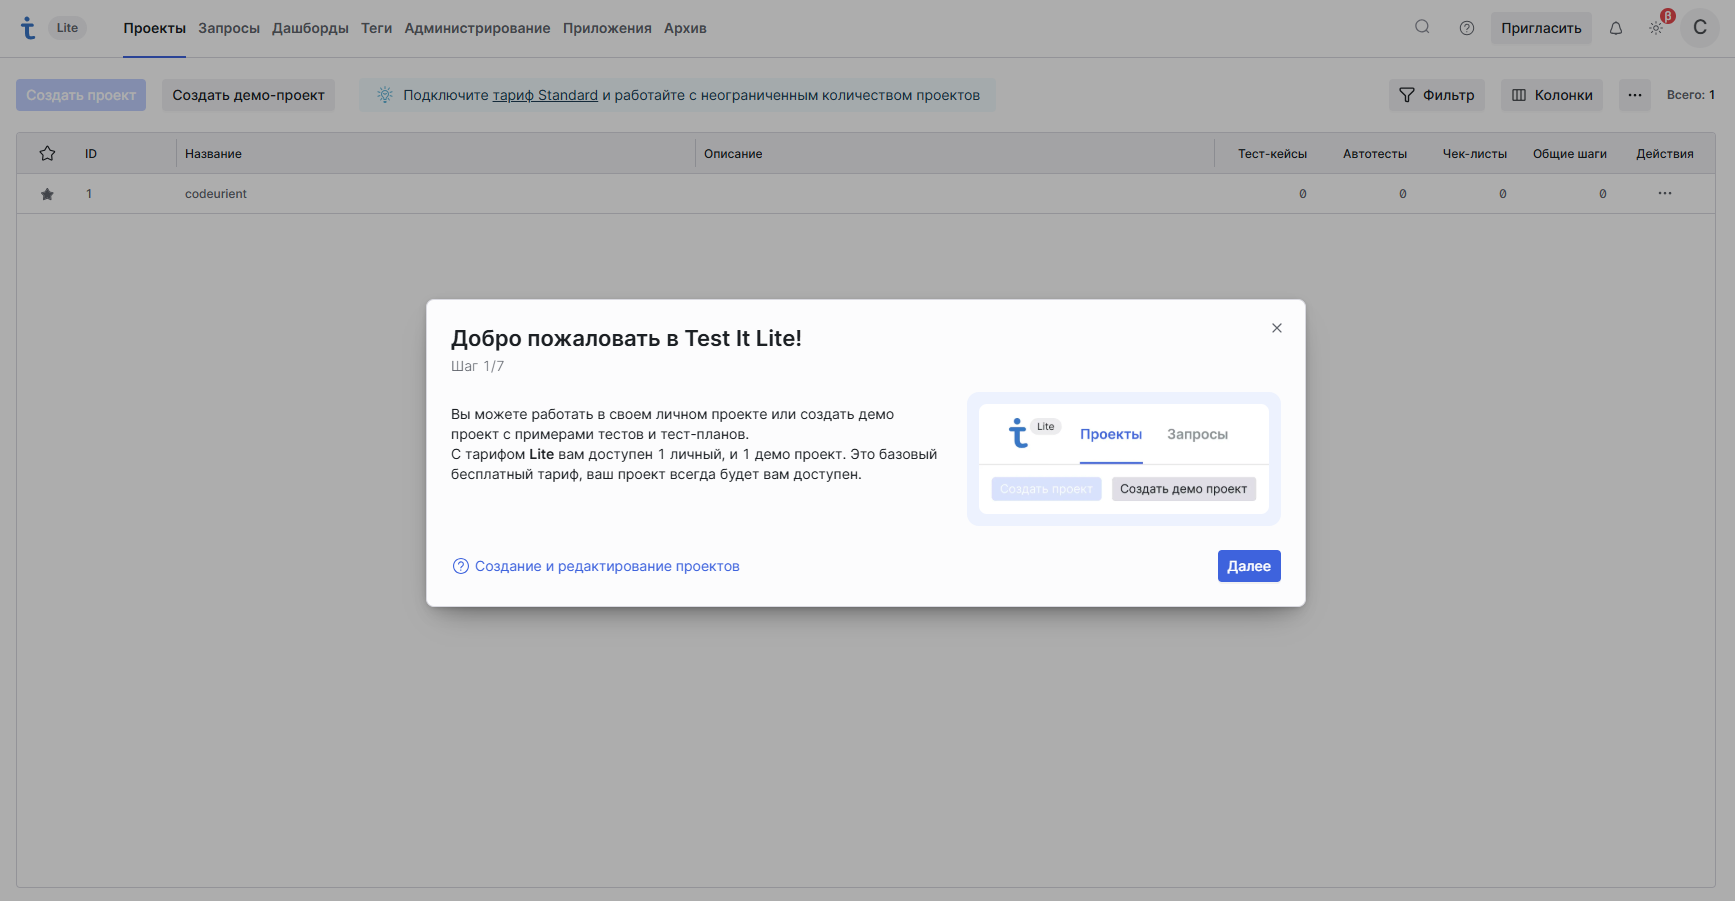 t Lite Проекты Запросы Дашборды Теги Администрирование Приложения Архив Пригласить β C
Создать проект Создать демо-проект Подключите тариф Standard и работайте с неограниченным количеством проектов Фильтр Колонки ... Всего: 1
ID Название Описание Тест-кейсы Автотесты Чек-листы Общие шаги Действия
1 codeurient 0 0 0 0 ...
Добро пожаловать в Test It Lite!
Шаг 1/7
Вы можете работать в своем личном проекте или создать демо
проект с примерами тестов и тест-планов.
С тарифом Lite вам доступен 1 личный, и 1 демо проект. Это базовый
бесплатный тариф, ваш проект всегда будет вам доступен.
t Lite Проекты Запросы
Создать проект Создать демо проект
Создание и редактирование проектов
Далее